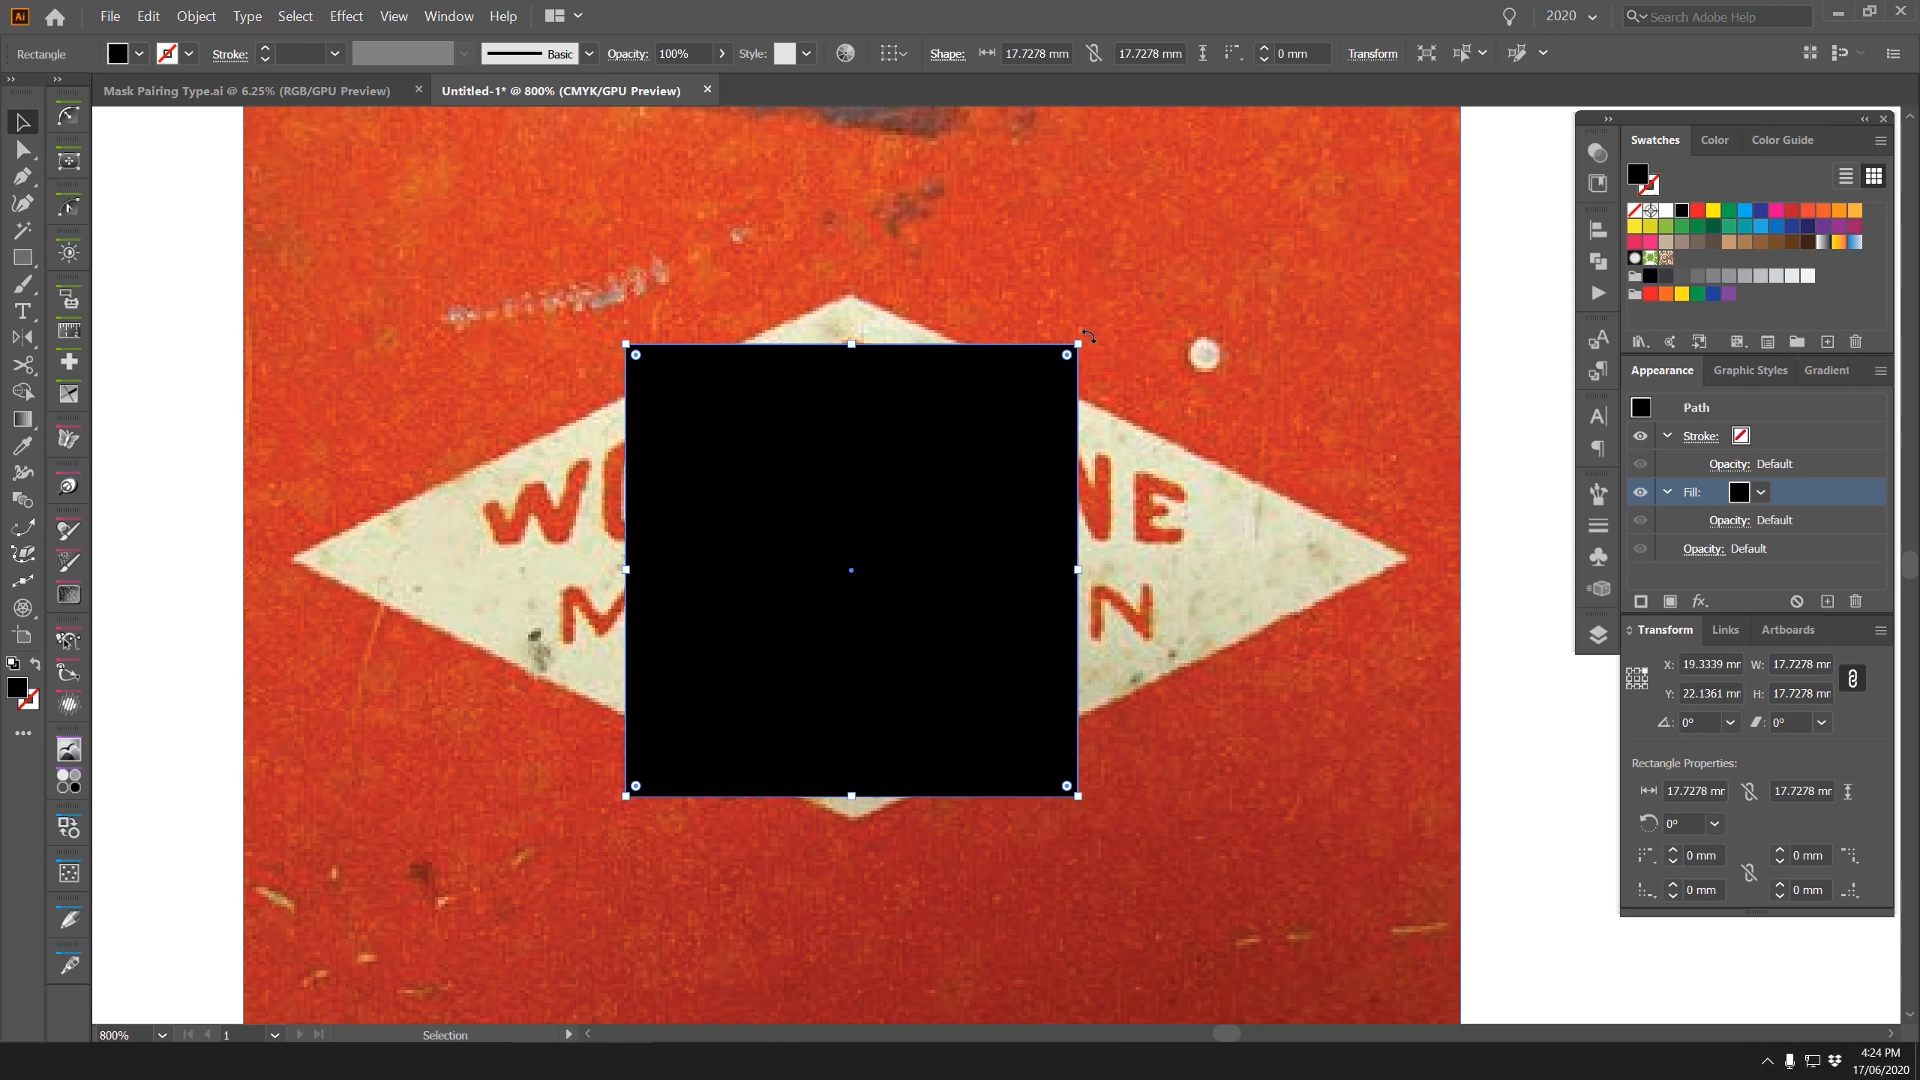 Ai File Edit Object Type Select Effect View Window Help 2020 Search Adobe Help
Rectangle Stroke: Basic Opacity: 100% Style: Shape: 17.7278 mm 17.7278 mm 0 mm Transform
Mask Pairing Type.ai @ 6.25% (RGB/GPU Preview) Untitled-1* @ 800% (CMYK/GPU Preview)
Swatches Color Color Guide
Appearance Graphic Styles Gradient
Path
Stroke:
Opacity: Default
Fill:
Opacity: Default
Opacity: Default
fx.
Transform Links Artboards
X: 19.3339 mr W: 17.7278 mr
Y: 22.1361 mr H: 17.7278 mr
0° 0°
Rectangle Properties:
17.7278 mr 17.7278 mr
0°
0 mm 0 mm
0 mm 0 mm
W NE
M N
800% 1 Selection
4:24 PM
17/06/2020